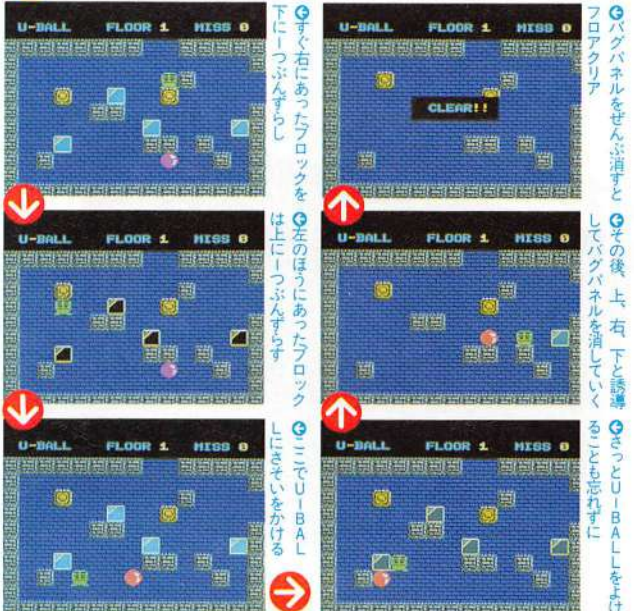 U-BALL FLOOR 1 MISS 0
←すぐ右にあったブロックを
下に1つぶんずらし
U-BALL FLOOR 1 MISS 0
←左のほうにあったブロック
は上に1つぶんずらす
U-BALL FLOOR 1 MISS 0
←ここでU-BAL
Lにさそいをかける
U-BALL FLOOR 1 MISS 0
←さっとU-BALLをよけ
ることも忘れずに
U-BALL FLOOR 1 MISS 0
←その後、上、右、下と誘導
してバグパネルを消していく
U-BALL FLOOR 1 MISS 0
CLEAR!!
←バグパネルをぜんぶ消すと
フロアクリア